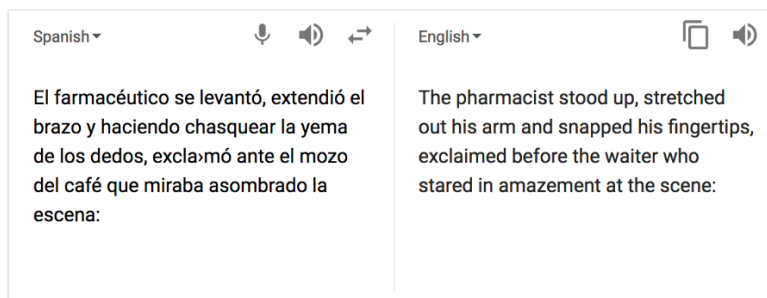 Spanish
English
El farmacéutico se levantó, extendió el
brazo y haciendo chasquear la yema
de los dedos, excla›mó ante el mozo
del café que miraba asombrado la
escena:
The pharmacist stood up, stretched
out his arm and snapped his fingertips,
exclaimed before the waiter who
stared in amazement at the scene: